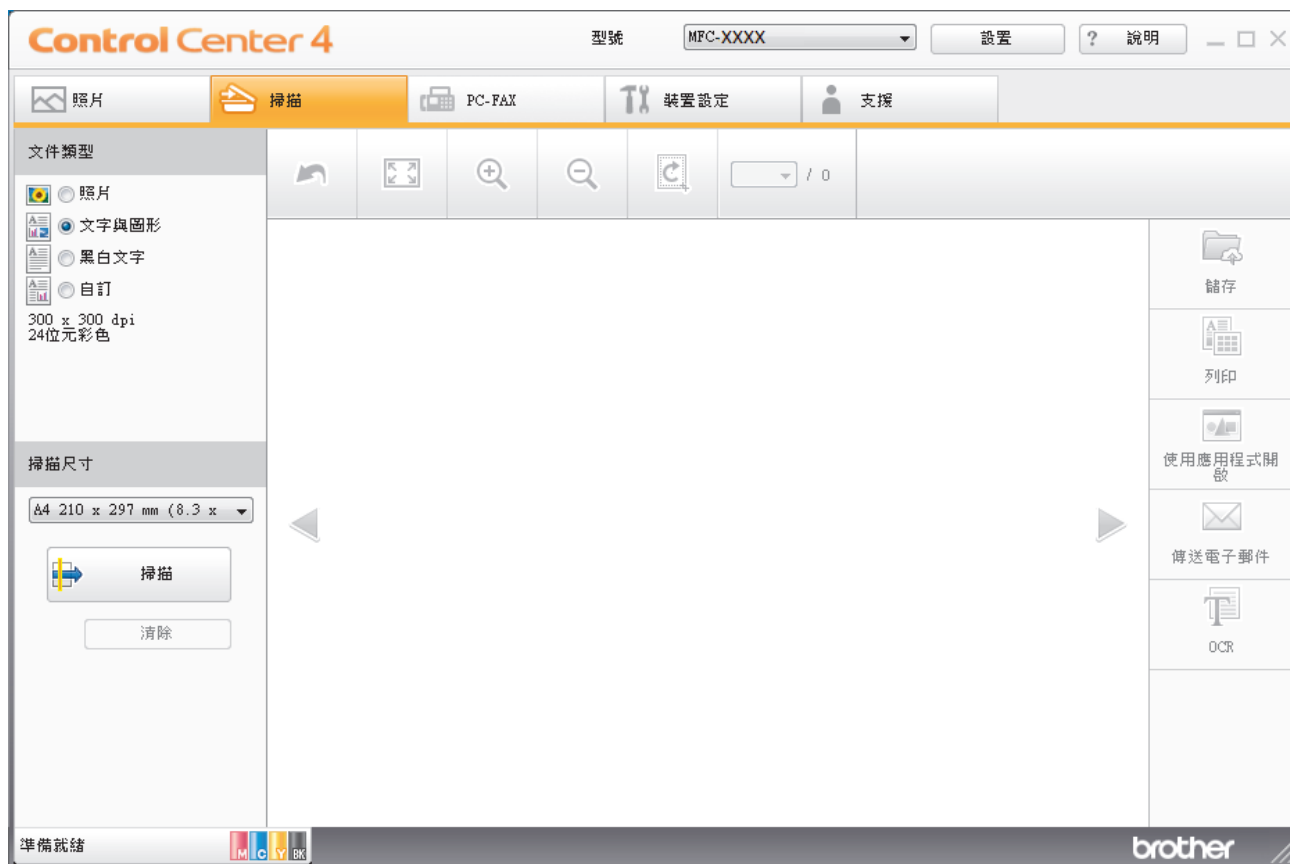 Control Center 4
型號
MFC-XXXX
設置
? 說明
照片
掃描
PC-FAX
裝置設定
支援
文件類型
照片
文字與圖形
黑白文字
自訂
300 x 300 dpi
24位元彩色
/ 0
儲存
列印
使用應用程式開
啟
傳送電子郵件
OCR
掃描尺寸
A4 210 x 297 mm (8.3 x
掃描
清除
準備就緒
M C Y BK
brother